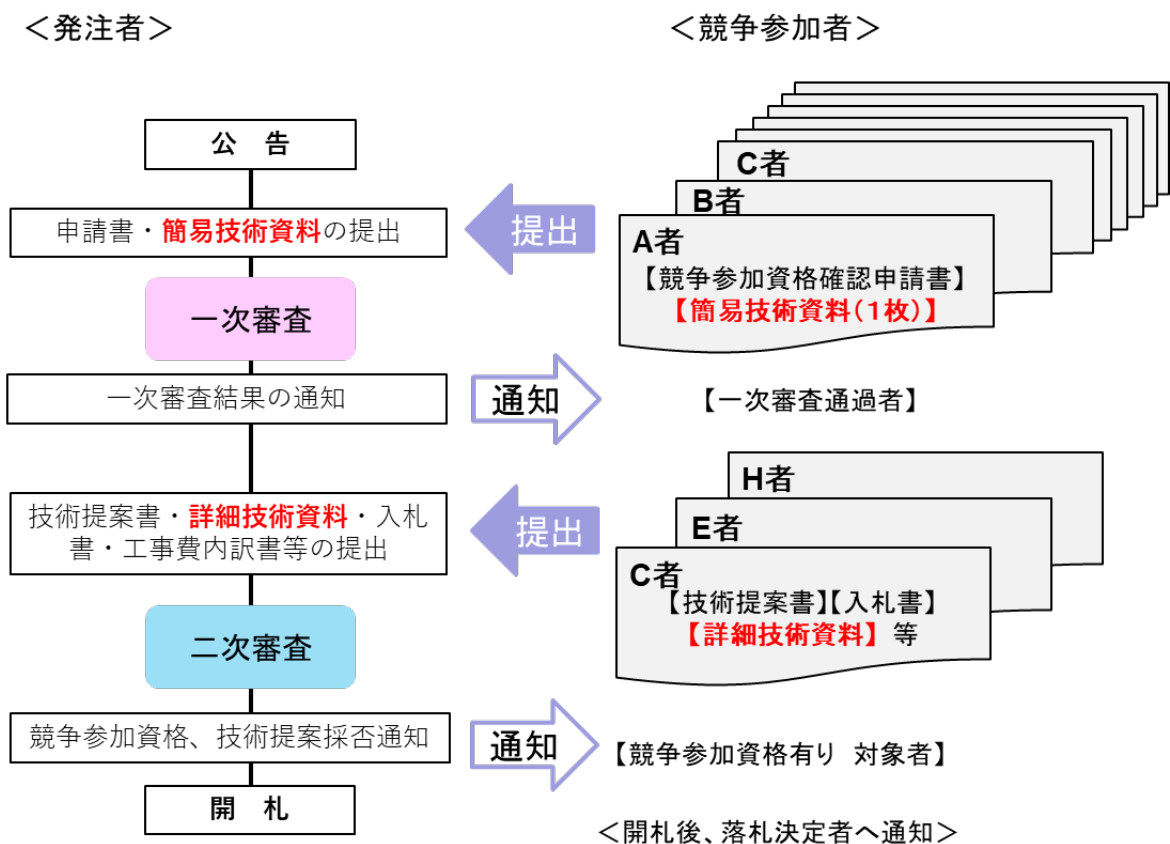 ＜発注者＞
＜競争参加者＞
公　告
申請書・簡易技術資料の提出
提出
C者
B者
A者
【競争参加資格確認申請書】
【簡易技術資料（1枚）】
一次審査
一次審査結果の通知
通知
【一次審査通過者】
技術提案書・詳細技術資料・入札
書・工事費内訳書等の提出
提出
H者
E者
C者
【技術提案書】【入札書】
【詳細技術資料】 等
二次審査
競争参加資格、技術提案採否通知
通知
【競争参加資格有り　対象者】
開　札
＜開札後、落札決定者へ通知＞